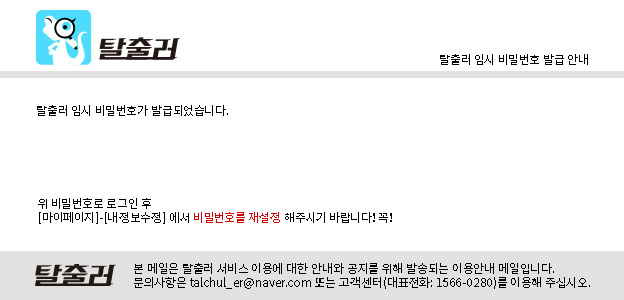 탈출러
탈출러 임시 비밀번호 발급 안내
탈출러 임시 비밀번호가 발급되었습니다.
위 비밀번호로 로그인 후
[마이페이지]-[내정보수정] 에서 비밀번호를 재설정 해주시기 바랍니다! 꼭!
탈출러
본 메일은 탈출러 서비스 이용에 대한 안내와 공지를 위해 발송되는 이용안내 메일입니다.
문의사항은 talchul_er@naver.com 또는 고객센터(대표전화: 1566-0280)를 이용해 주십시오.